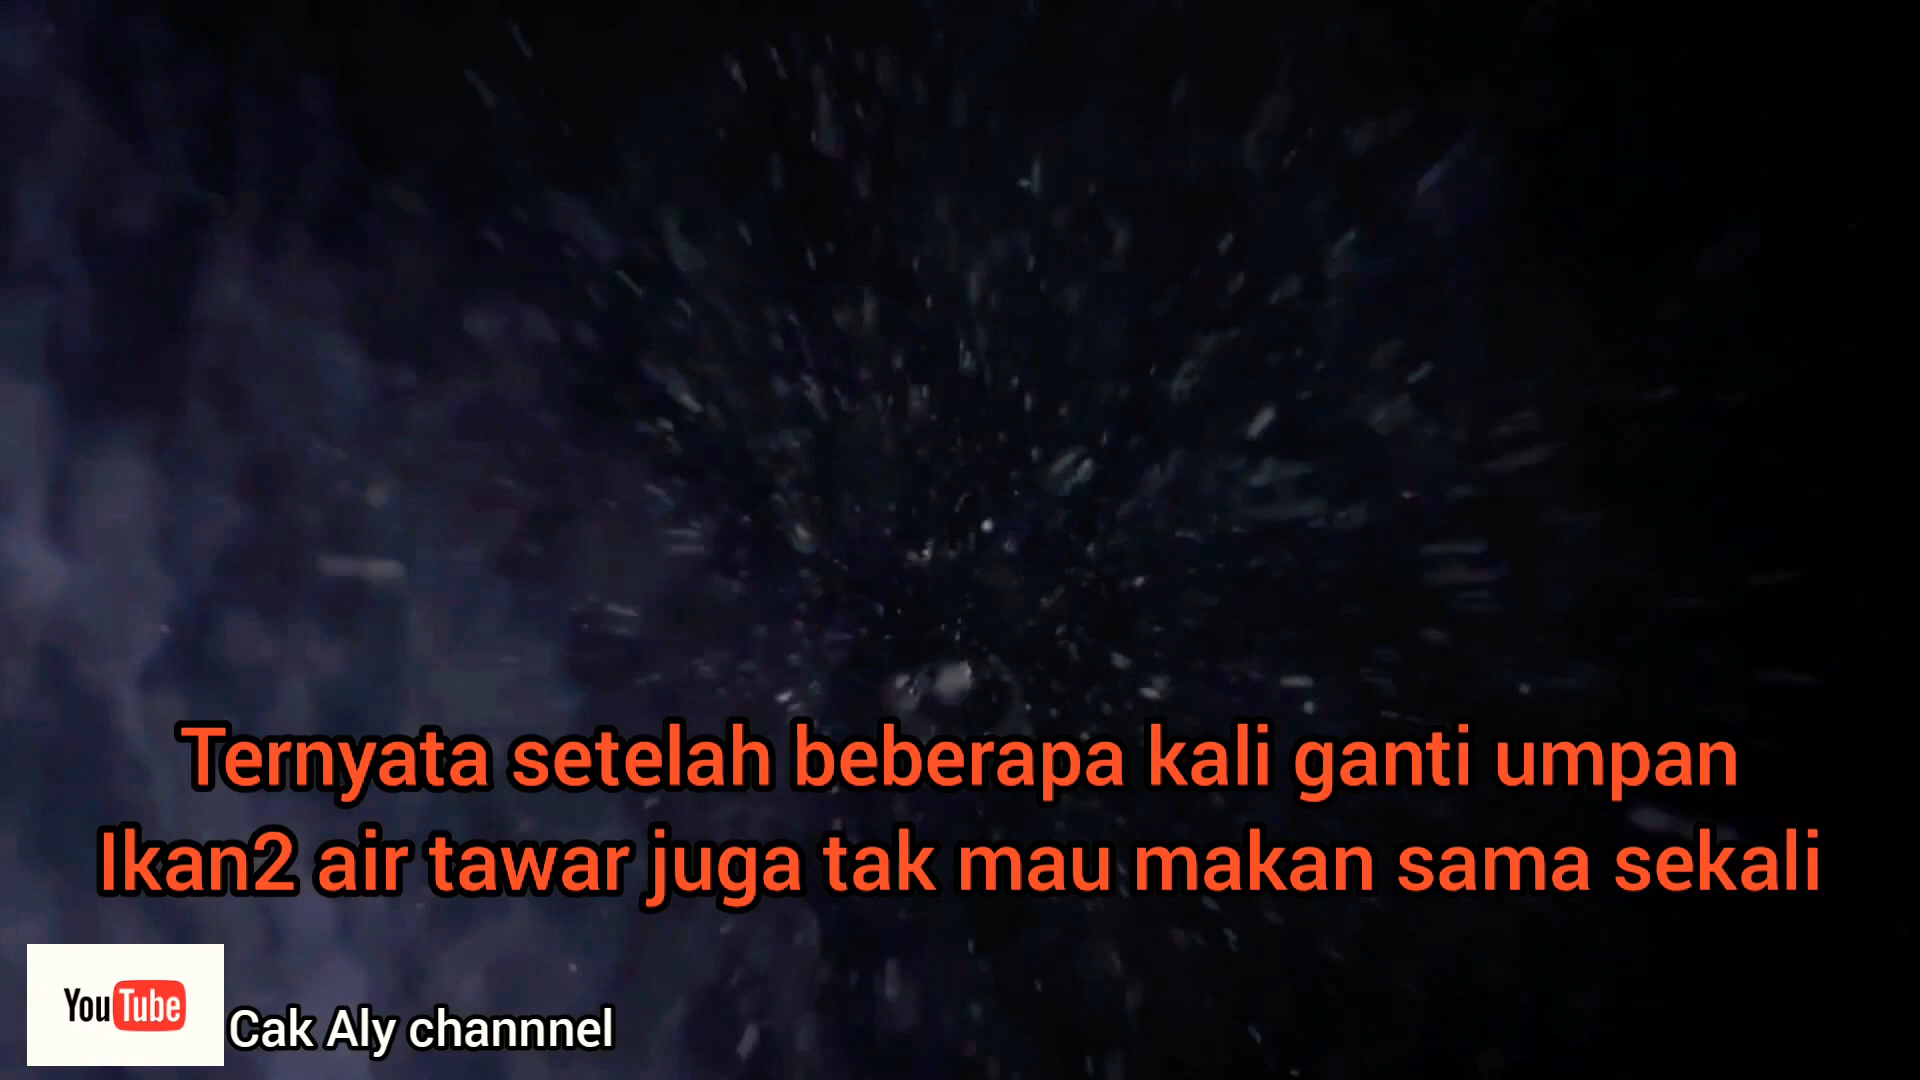 Ternyata setelah beberapa kali ganti umpan
Ikan2 air tawar juga tak mau makan sama sekali
YouTube
Cak Aly channnel